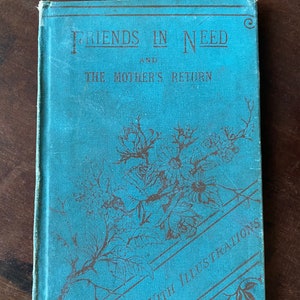 FRIENDS IN NEED
AND
THE MOTHER'S RETURN
WITH ILLUSTRATIONS